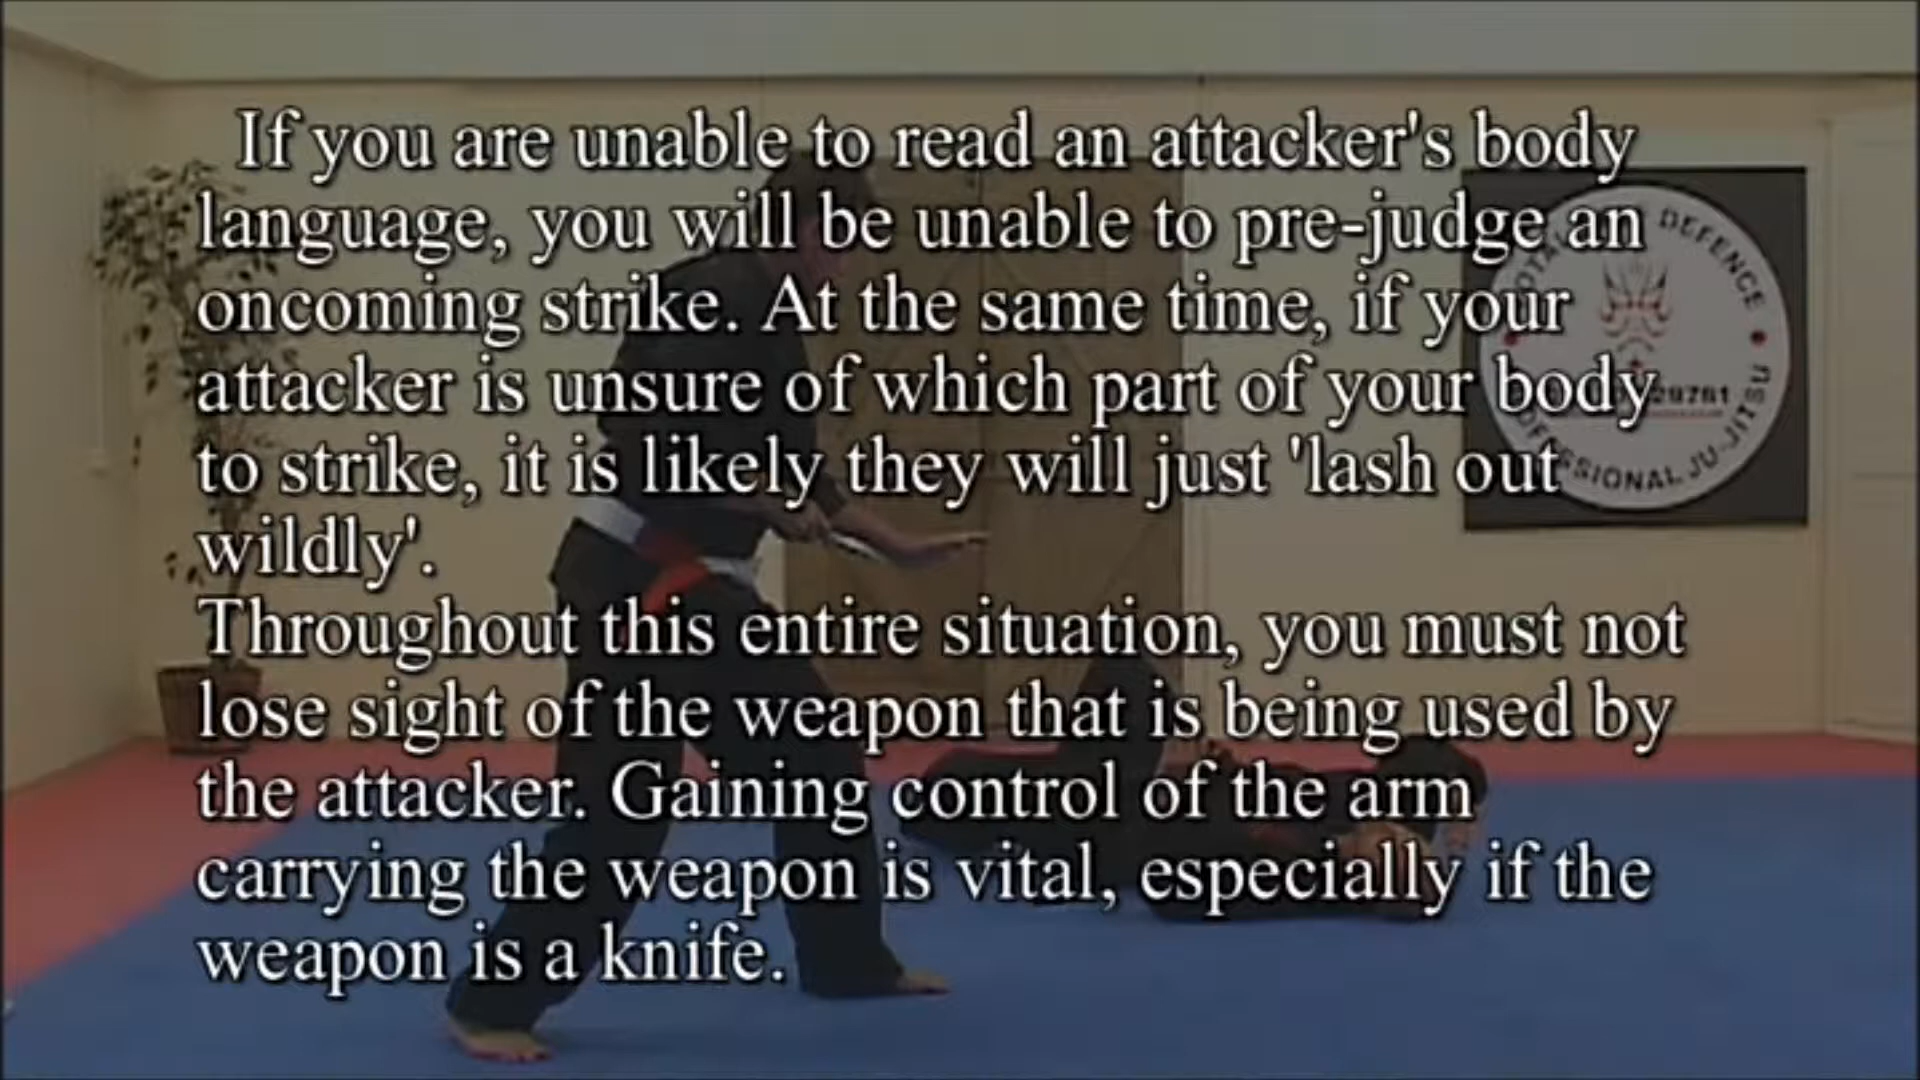 If you are unable to read an attacker's body
language, you will be unable to pre-judge an
oncoming strike. At the same time, if your
attacker is unsure of which part of your body
to strike, it is likely they will just 'lash out
wildly'.
Throughout this entire situation, you must not
lose sight of the weapon that is being used by
the attacker. Gaining control of the arm
carrying the weapon is vital, especially if the
weapon is a knife.
DEFENCE
JU-JITSU